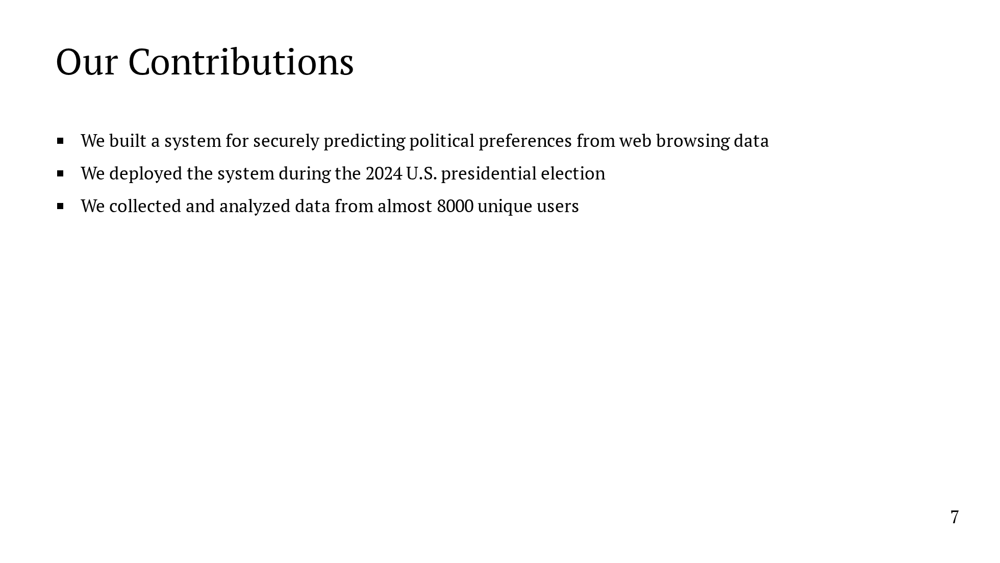 Our Contributions
▪ We built a system for securely predicting political preferences from web browsing data
▪ We deployed the system during the 2024 U.S. presidential election
▪ We collected and analyzed data from almost 8000 unique users
7